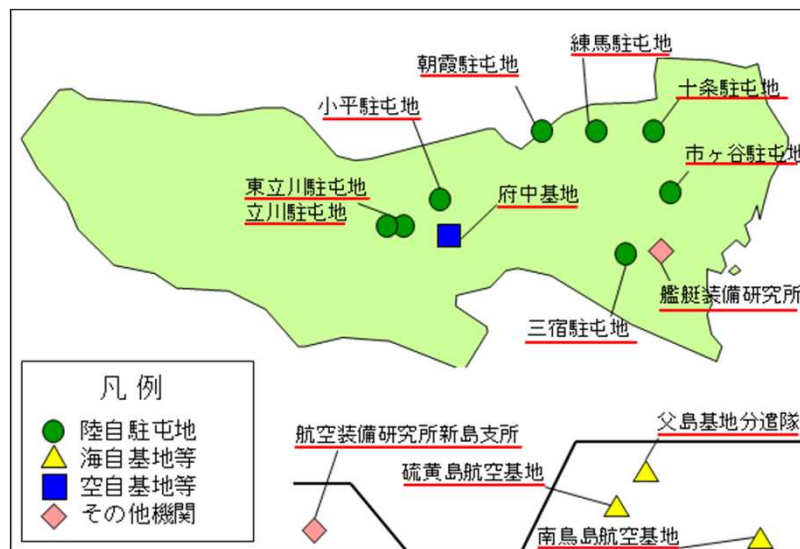 練馬駐屯地
朝霞駐屯地
十条駐屯地
小平駐屯地
市ヶ谷駐屯地
東立川駐屯地
立川駐屯地
府中基地
艦艇装備研究所
三宿駐屯地
凡例
陸自駐屯地
海自基地等
空自基地等
その他機関
航空装備研究所新島支所
父島基地分遣隊
硫黄島航空基地
南鳥島航空基地